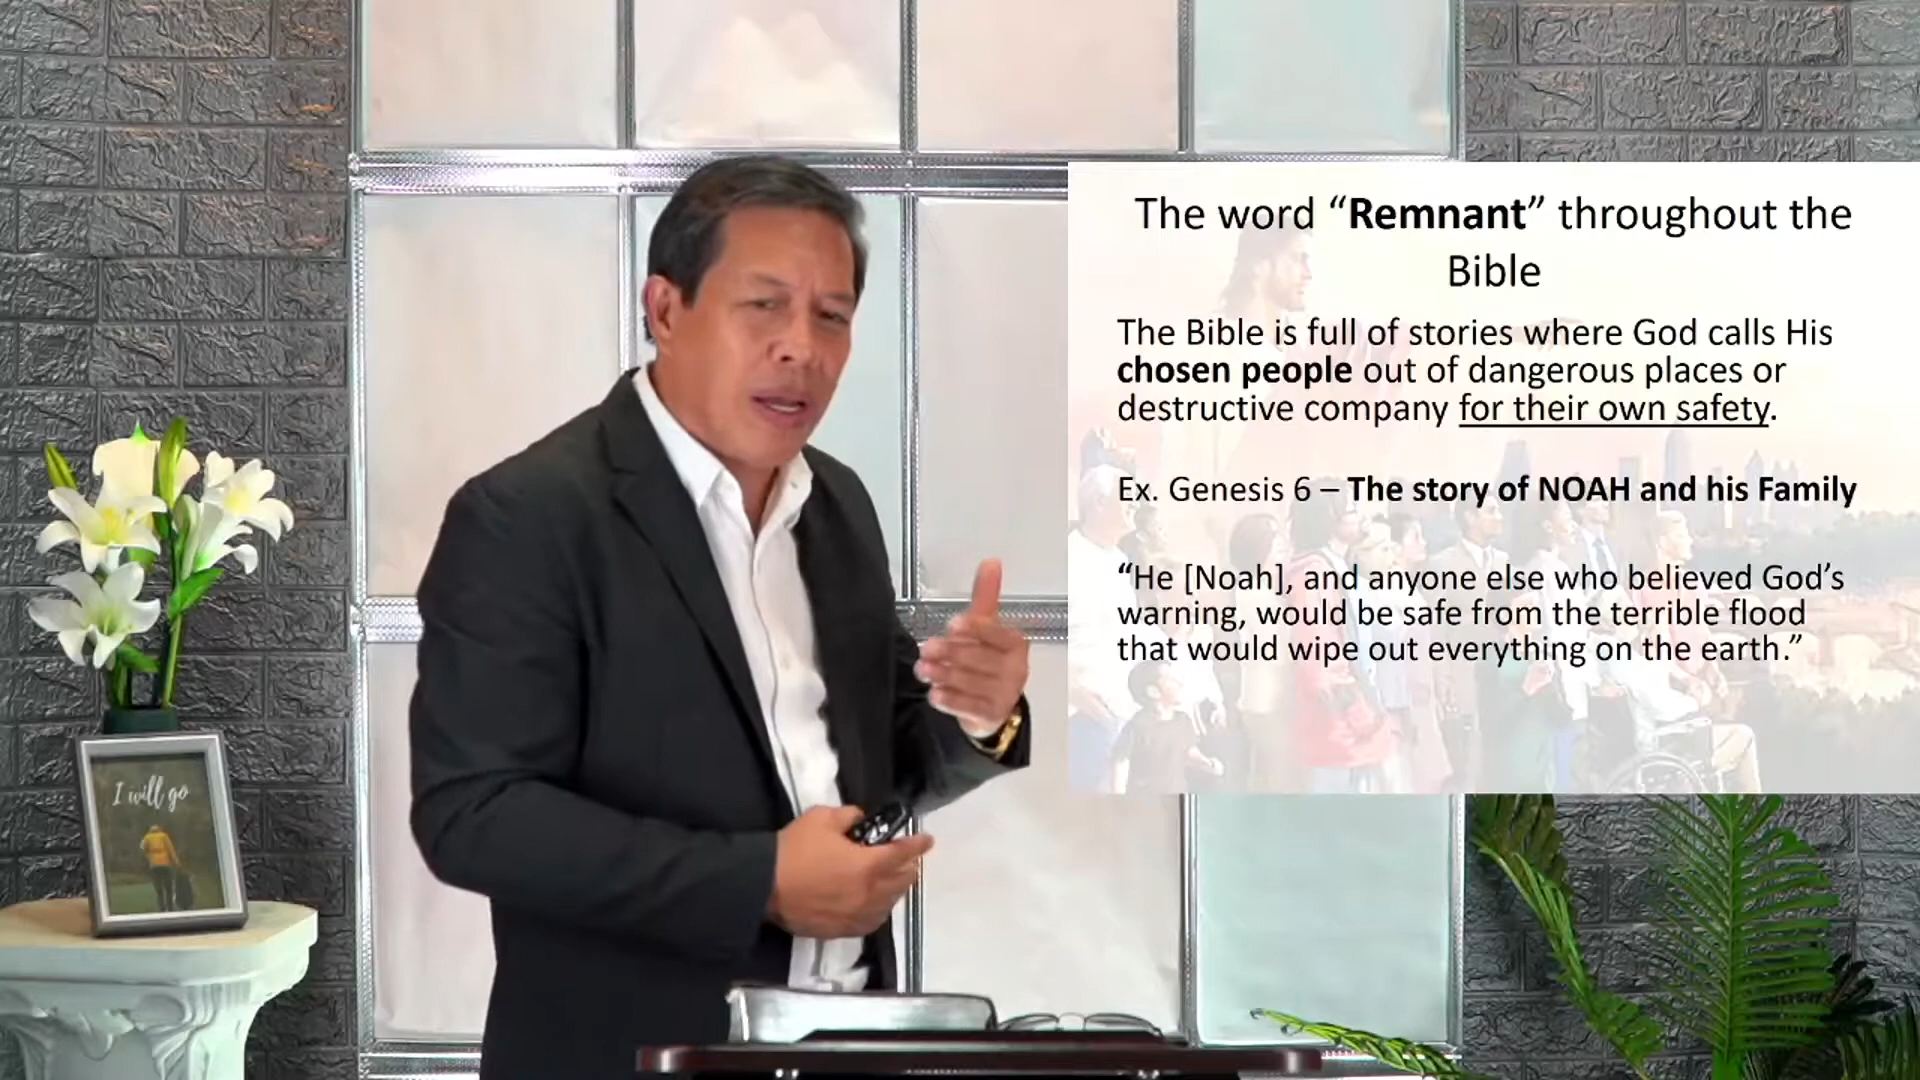 The word “Remnant” throughout the
Bible
The Bible is full of stories where God calls His
chosen people out of dangerous places or
destructive company for their own safety.
Ex. Genesis 6 – The story of NOAH and his Family
“He [Noah], and anyone else who believed God’s
warning, would be safe from the terrible flood
that would wipe out everything on the earth.”
I will go